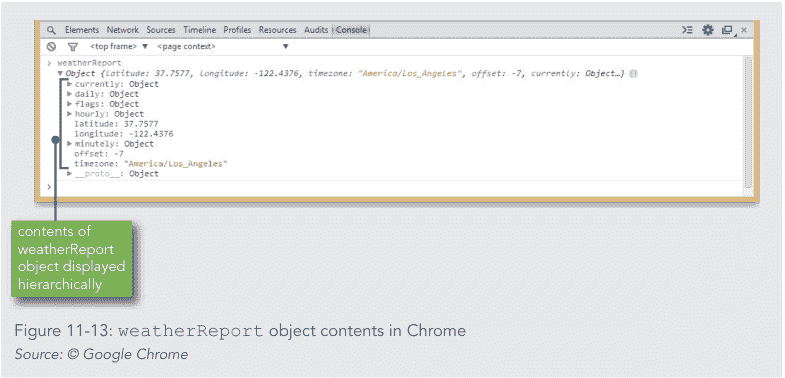 Elements Network Sources Timeline Profiles Resources Audits Console
<top frame> ▼ <page context> ▼
> weatherReport
▼ Object {latitude: 37.7577, longitude: -122.4376, timezone: "America/Los_Angeles", offset: -7, currently: Object…}
▶ currently: Object
▶ daily: Object
▶ flags: Object
▶ hourly: Object
latitude: 37.7577
longitude: -122.4376
▶ minutely: Object
offset: -7
timezone: "America/Los_Angeles"
▶ __proto__: Object
>
contents of
weatherReport
object displayed
hierarchically
Figure 11-13: weatherReport object contents in Chrome
Source: © Google Chrome